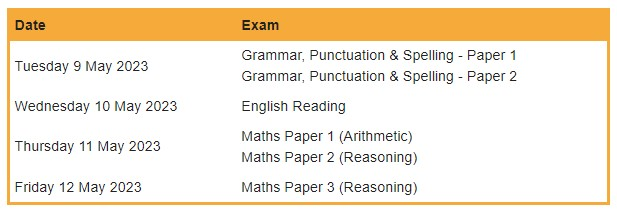 Date Exam
Tuesday 9 May 2023
Grammar, Punctuation & Spelling - Paper 1
Grammar, Punctuation & Spelling - Paper 2
Wednesday 10 May 2023 English Reading
Thursday 11 May 2023
Maths Paper 1 (Arithmetic)
Maths Paper 2 (Reasoning)
Friday 12 May 2023 Maths Paper 3 (Reasoning)